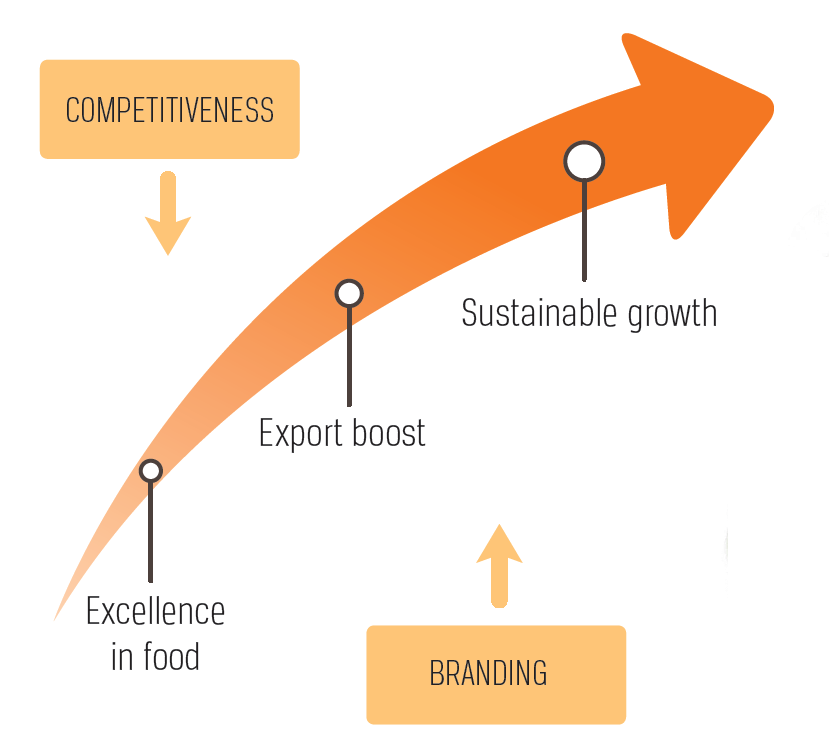 COMPETITIVENESS
Sustainable growth
Export boost
Excellence
in food
BRANDING